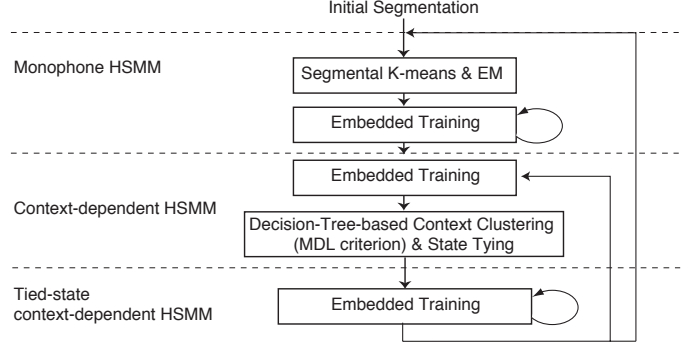 Initial Segmentation
Monophone HSMM
Segmental K-means & EM
Embedded Training
Embedded Training
Context-dependent HSMM
Decision-Tree-based Context Clustering
(MDL criterion) & State Tying
Tied-state
context-dependent HSMM
Embedded Training